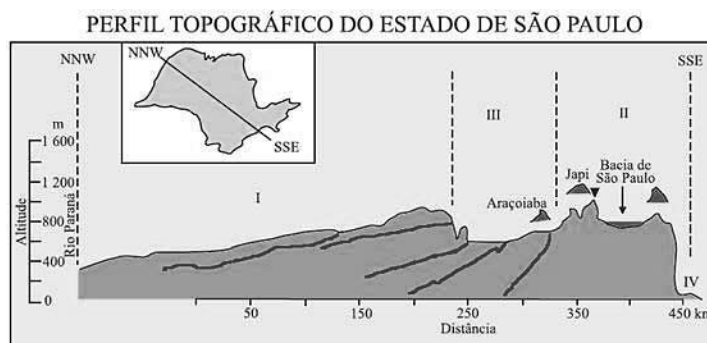 PERFIL TOPOGRÁFICO DO ESTADO DE SÃO PAULO
NNW
NNW
SSE
SSE
III
II
m
1 600
1 200
800
400
0
Altitude
Rio Paraná
I
Araçoiaba
Japi
Bacia de
São Paulo
IV
50
150
250
350
450 km
Distância